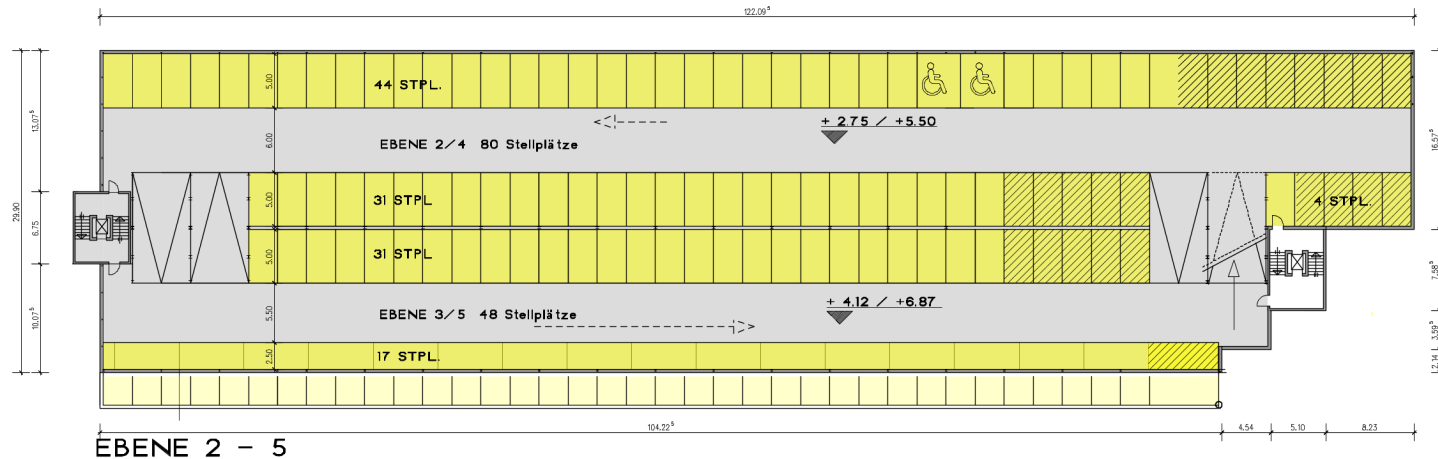 122.09⁵
44 STPL.
5.00
+ 2.75 / +5.50
EBENE 2/4 80 Stellplätze
6.00
13.07⁵
16.57⁵
31 STPL
5.00
4 STPL.
29.90
6.75
31 STPL
5.00
7.58⁵
+ 4.12 / +6.87
EBENE 3/5 48 Stellplätze
5.50
10.07⁵
3.59⁵
17 STPL.
2.50
2.14
104.22⁵
4.54
5.10
8.23
EBENE 2 - 5